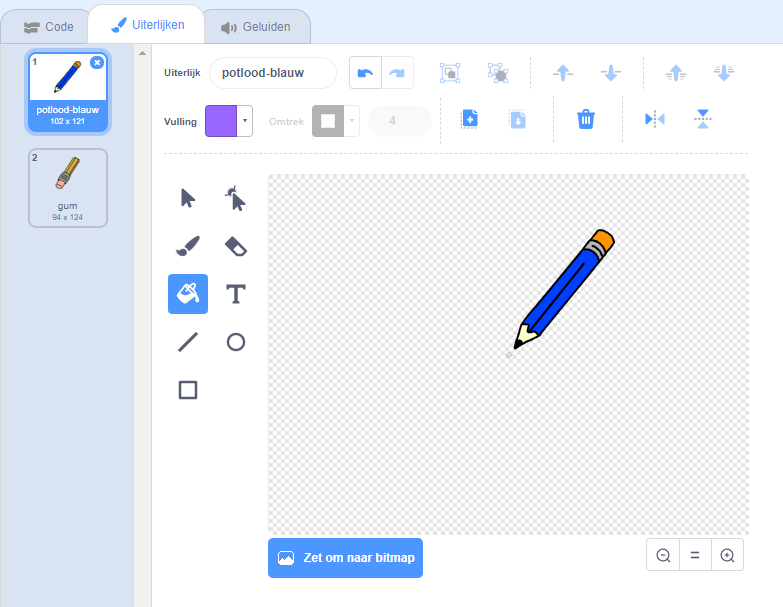 Code
Uiterlijken
Geluiden
1
potlood-blauw
102 x 121
2
gum
94 x 124
Uiterlijk
potlood-blauw
Vulling
Omtrek
4
T
Zet om naar bitmap